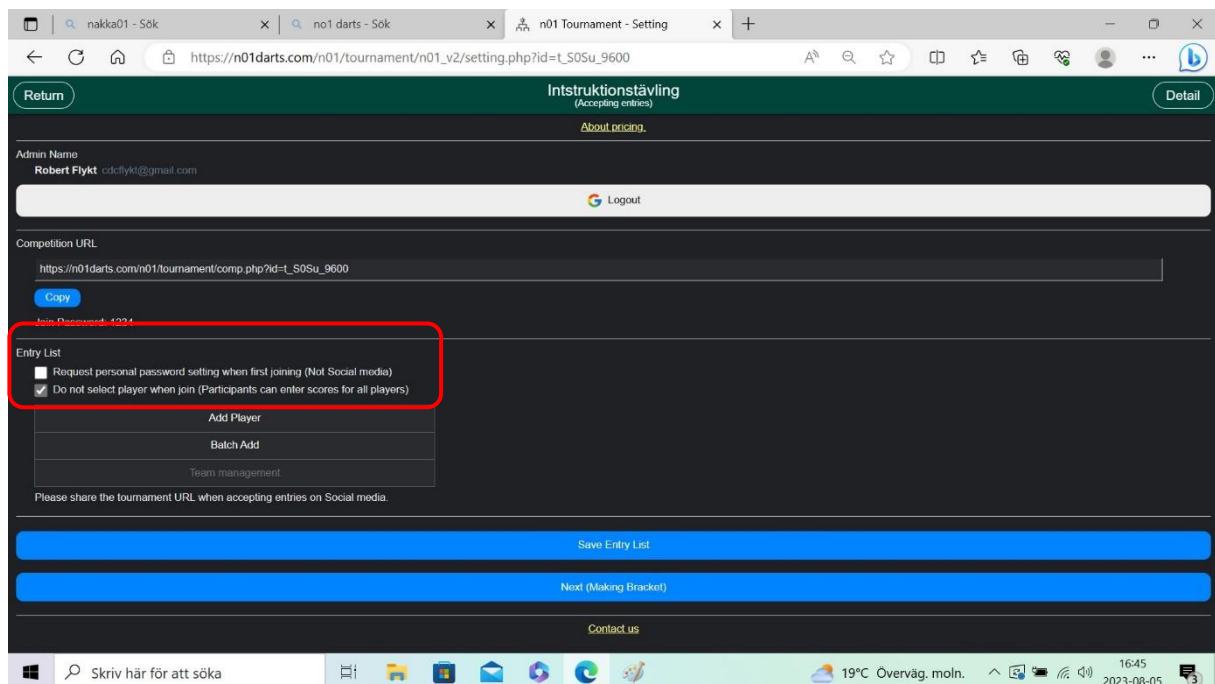 nakka01 - Sök
no1 darts - Sök
n01 Tournament - Setting
https://n01darts.com/n01/tournament/n01_v2/setting.php?id=t_S0Su_9600
Return
Intstruktionstävling
(Accepting entries)
Detail
About pricing.
Admin Name
Robert Flykt cdcflykt@gmail.com
Logout
Competition URL
https://n01darts.com/n01/tournament/comp.php?id=t_S0Su_9600
Copy
Join Password: 1234
Entry List
Request personal password setting when first joining (Not Social media)
Do not select player when join (Participants can enter scores for all players)
Add Player
Batch Add
Team management
Please share the tournament URL when accepting entries on Social media.
Save Entry List
Next (Making Bracket)
Contact us
Skriv här för att söka
19°C Överväg. moln.
16:45
2023-08-05
3